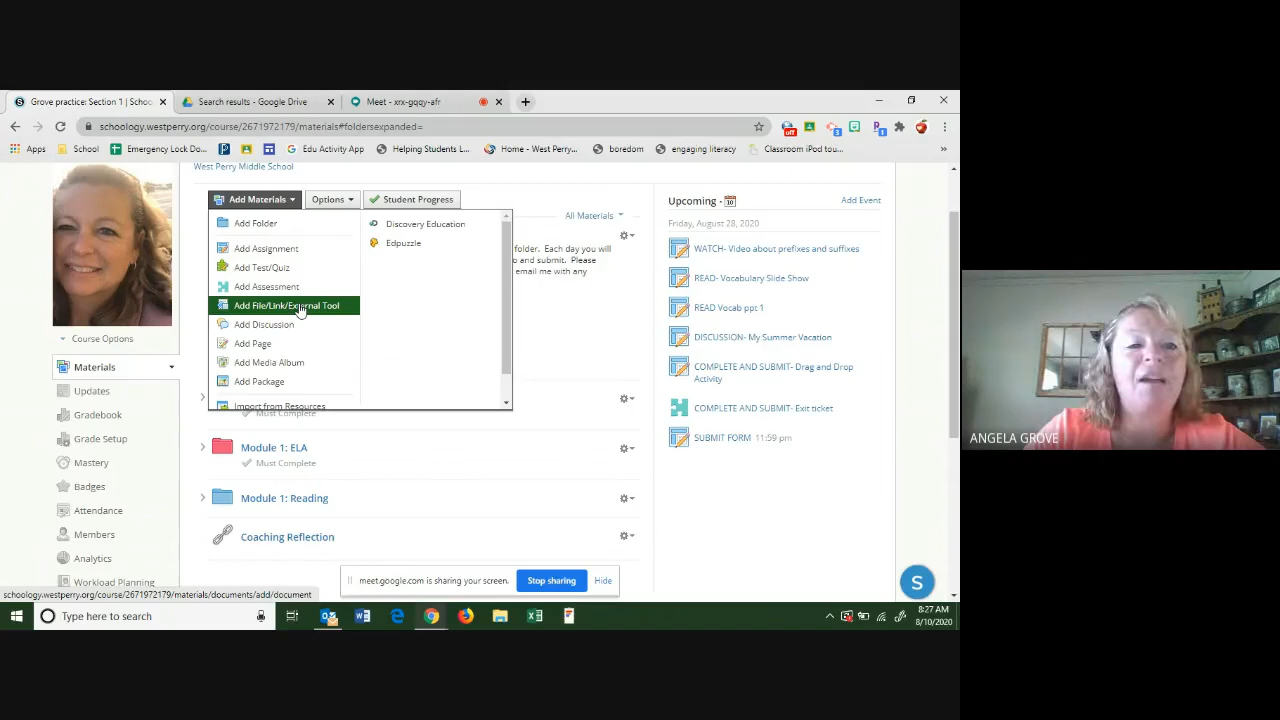 Grove practice: Section 1 | Schoo
Search results - Google Drive
Meet - xrx-gqqy-afr
schoology.westperry.org/course/2671972179/materials#foldersexpanded=
Apps
School
Emergency Lock Do...
Edu Activity App
Helping Students L...
Home - West Perry...
boredom
engaging literacy
Classroom iPod tou...
West Perry Middle School
Add Materials
Options
Student Progress
All Materials
Upcoming
Add Event
Add Folder
Add Assignment
Add Test/Quiz
Add Assessment
Add File/Link/External Tool
Add Discussion
Add Page
Add Media Album
Add Package
Import from Resources
Discovery Education
Edpuzzle
folder. Each day you will
o and submit. Please
email me with any
Must Complete
Module 1: ELA
Must Complete
Module 1: Reading
Coaching Reflection
Friday, August 28, 2020
WATCH- Video about prefixes and suffixes
READ- Vocabulary Slide Show
READ Vocab ppt 1
DISCUSSION- My Summer Vacation
COMPLETE AND SUBMIT- Drag and Drop
Activity
COMPLETE AND SUBMIT- Exit ticket
SUBMIT FORM 11:59 pm
Course Options
Materials
Updates
Gradebook
Grade Setup
Mastery
Badges
Attendance
Members
Analytics
Workload Planning
meet.google.com is sharing your screen.
Stop sharing
Hide
S
schoology.westperry.org/course/2671972179/materials/documents/add/document
Type here to search
8:27 AM
8/10/2020
ANGELA GROVE